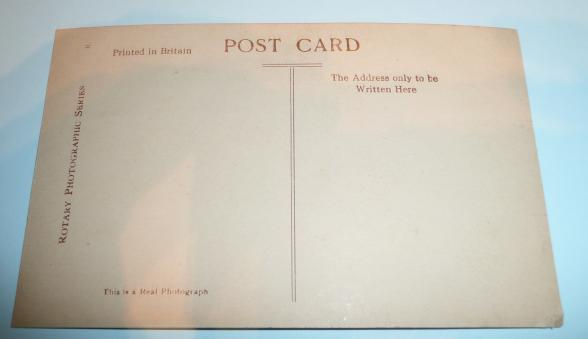 POST CARD
Printed in Britain
The Address only to be
Written Here
ROTARY PHOTOGRAPHIC SERIES
This is a Real Photograph